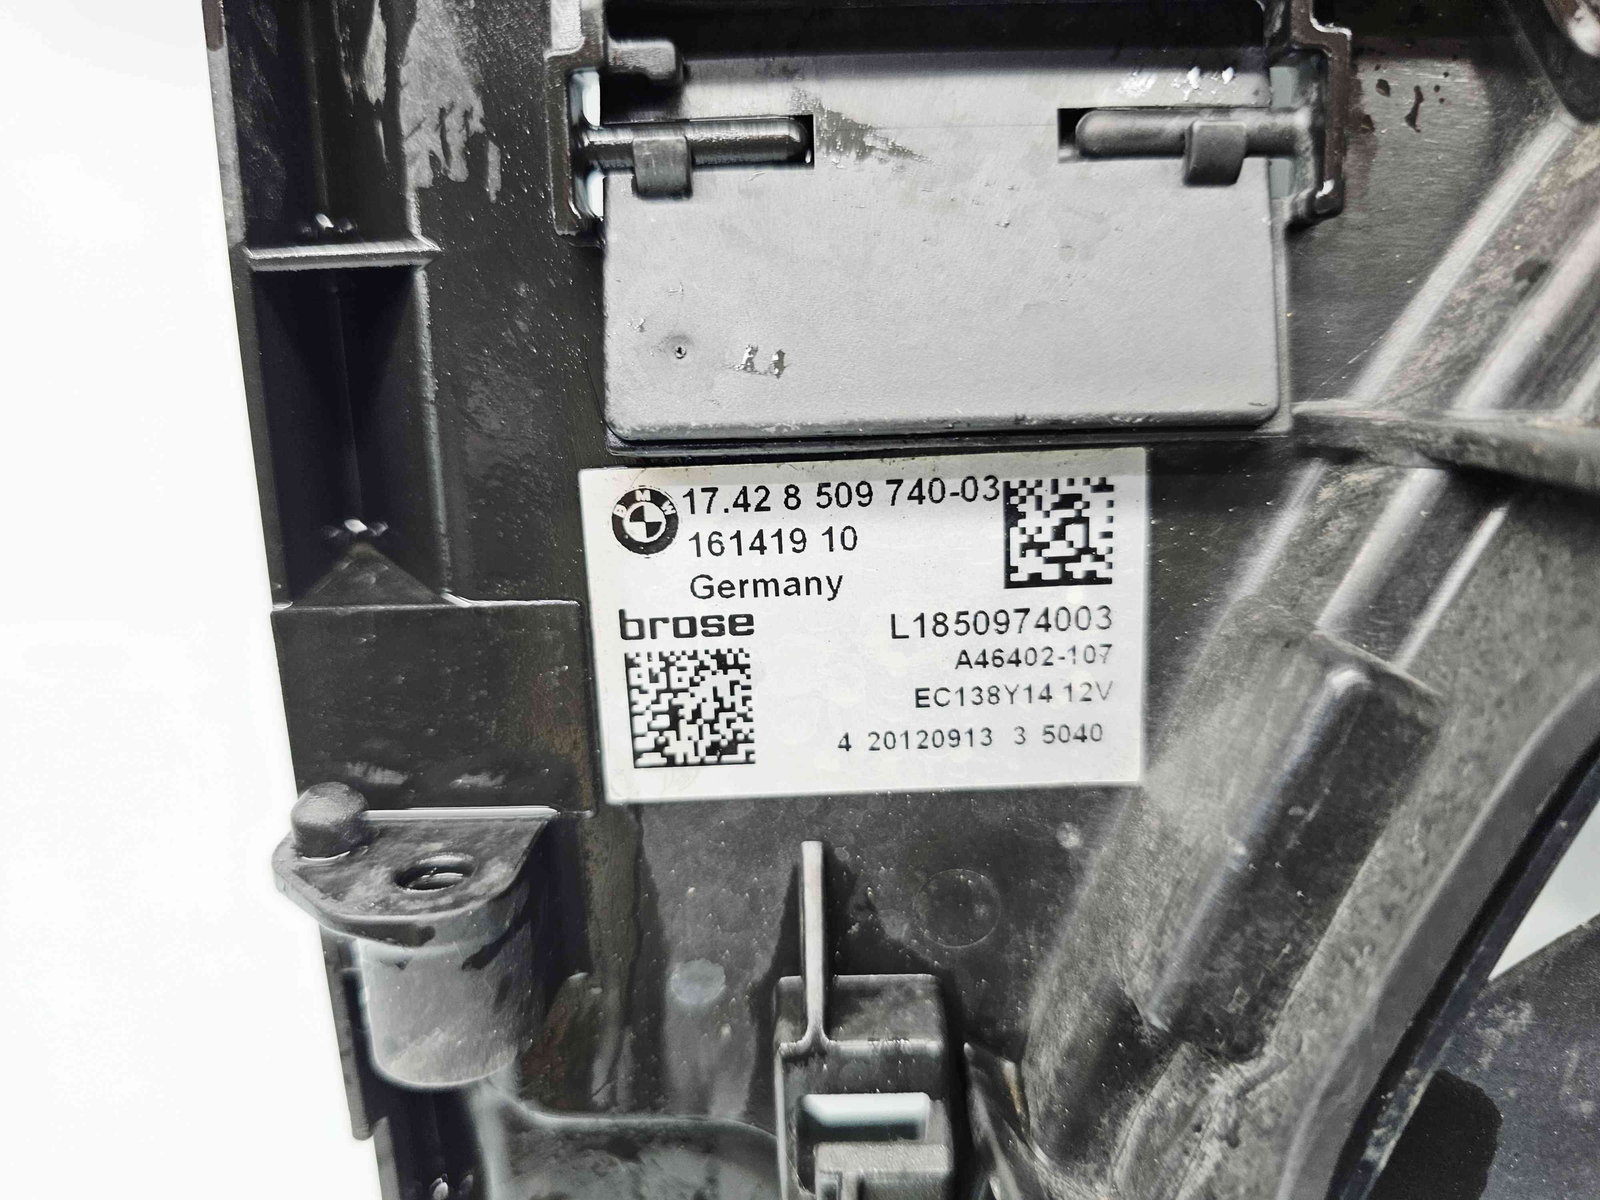 BMW
17.42 8 509 740-03
161419 10
Germany
brose
L1850974003
A46402-107
EC138Y14 12V
4 20120913 3 5040